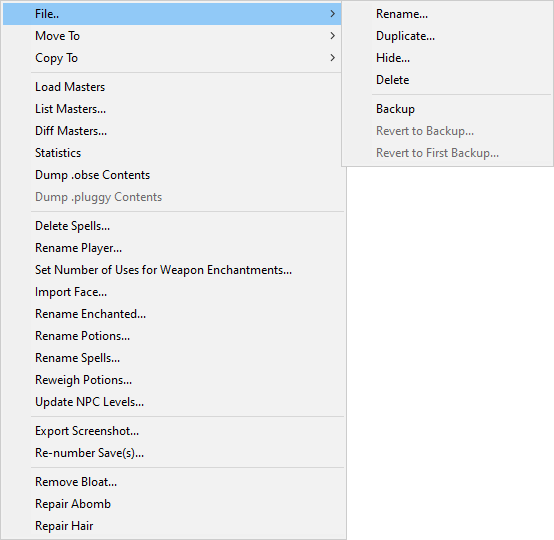 File..
Move To
Copy To
Load Masters
List Masters...
Diff Masters...
Statistics
Dump .obse Contents
Dump .pluggy Contents
Delete Spells...
Rename Player...
Set Number of Uses for Weapon Enchantments...
Import Face...
Rename Enchanted...
Rename Potions...
Rename Spells...
Reweigh Potions...
Update NPC Levels...
Export Screenshot...
Re-number Save(s)...
Remove Bloat...
Repair Abomb
Repair Hair
Rename...
Duplicate...
Hide...
Delete
Backup
Revert to Backup...
Revert to First Backup...